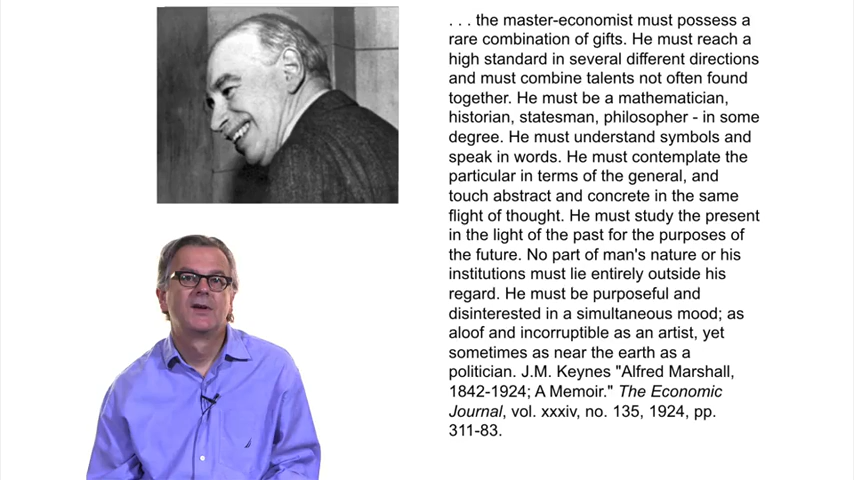 . . . the master-economist must possess a
rare combination of gifts. He must reach a
high standard in several different directions
and must combine talents not often found
together. He must be a mathematician,
historian, statesman, philosopher - in some
degree. He must understand symbols and
speak in words. He must contemplate the
particular in terms of the general, and
touch abstract and concrete in the same
flight of thought. He must study the present
in the light of the past for the purposes of
the future. No part of man's nature or his
institutions must lie entirely outside his
regard. He must be purposeful and
disinterested in a simultaneous mood; as
aloof and incorruptible as an artist, yet
sometimes as near the earth as a
politician. J.M. Keynes "Alfred Marshall,
1842-1924; A Memoir." The Economic
Journal, vol. xxxiv, no. 135, 1924, pp.
311-83.